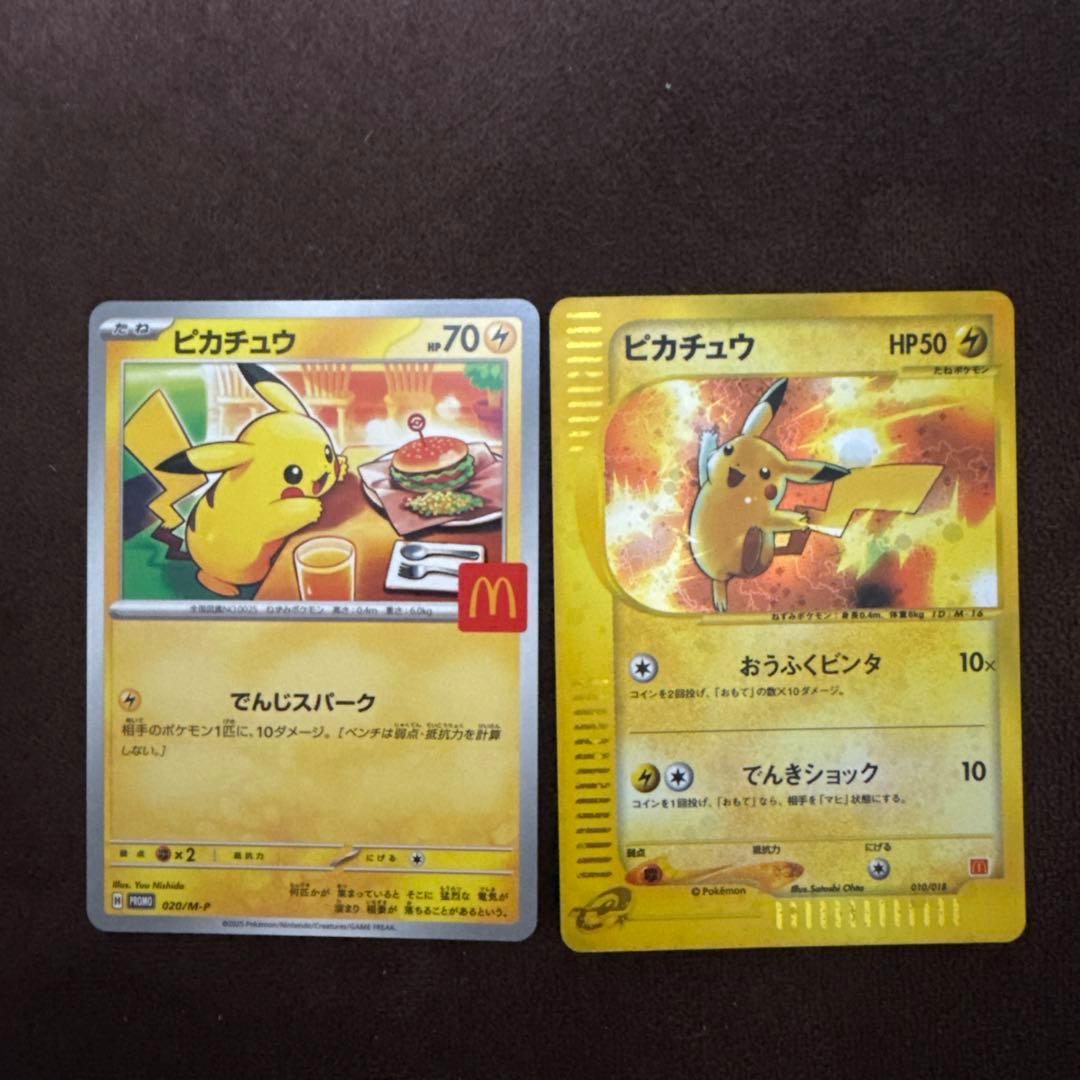 たね
ピカチュウ
HP70
全国図鑑NO.0025 ねずみポケモン 高さ:0.4m 重さ:6.0kg
でんじスパーク
相手のポケモン1匹に、10ダメージ。[ベンチは弱点・抵抗力を計算
しない。]
弱点 ×2 抵抗力 にげる
Illus. You Nishida
PROMO 020/M-P
何匹かが 集まっていると そこに 猛烈な 電気が
溜まり 稲妻が 落ちることがあるという。
©2025 Pokémon/Nintendo/Creatures/GAME FREAK.
ピカチュウ
HP50
たねポケモン
ねずみポケモン:身長0.4m、体重6kg ID:M-16
おうふくビンタ 10×
コインを2回投げ、「おもて」の数×10ダメージ。
でんきショック 10
コインを1回投げ、「おもて」なら、相手を「マヒ」状態にする。
弱点 抵抗力 にげる
©Pokémon Illus. Satoshi Ohta 010/018